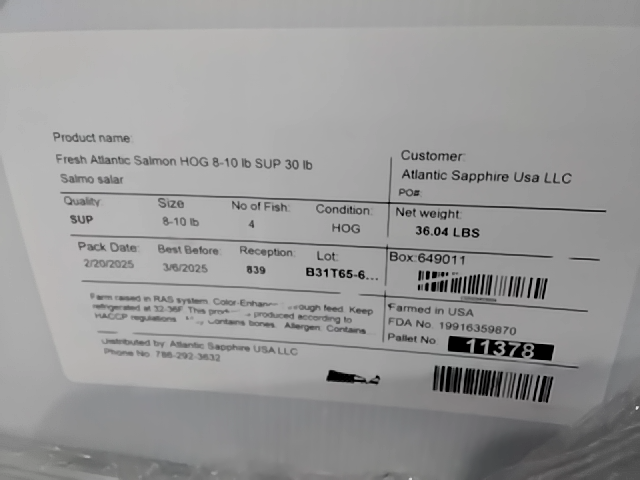 Product name:
Fresh Atlantic Salmon HOG 8-10 lb SUP 30 lb
Salmo salar
Customer:
Atlantic Sapphire Usa LLC
PO#:
Quality: Size No of Fish: Condition:
SUP 8-10 lb 4 HOG
Net weight:
36.04 LBS
Pack Date: Best Before: Reception: Lot:
2/20/2025 3/6/2025 839 B31T65-6...
Box:649011
Farm raised in RAS system. Color-Enhan ough feed. Keep
refrigerated at 32-36F. This pro produced according to
HACCP regulations Contains bones. Allergen: Contains
Distributed by: Atlantic Sapphire USA LLC
Phone No: 786-292-3632
Farmed in USA
FDA No. 19916359870
Pallet No 11378